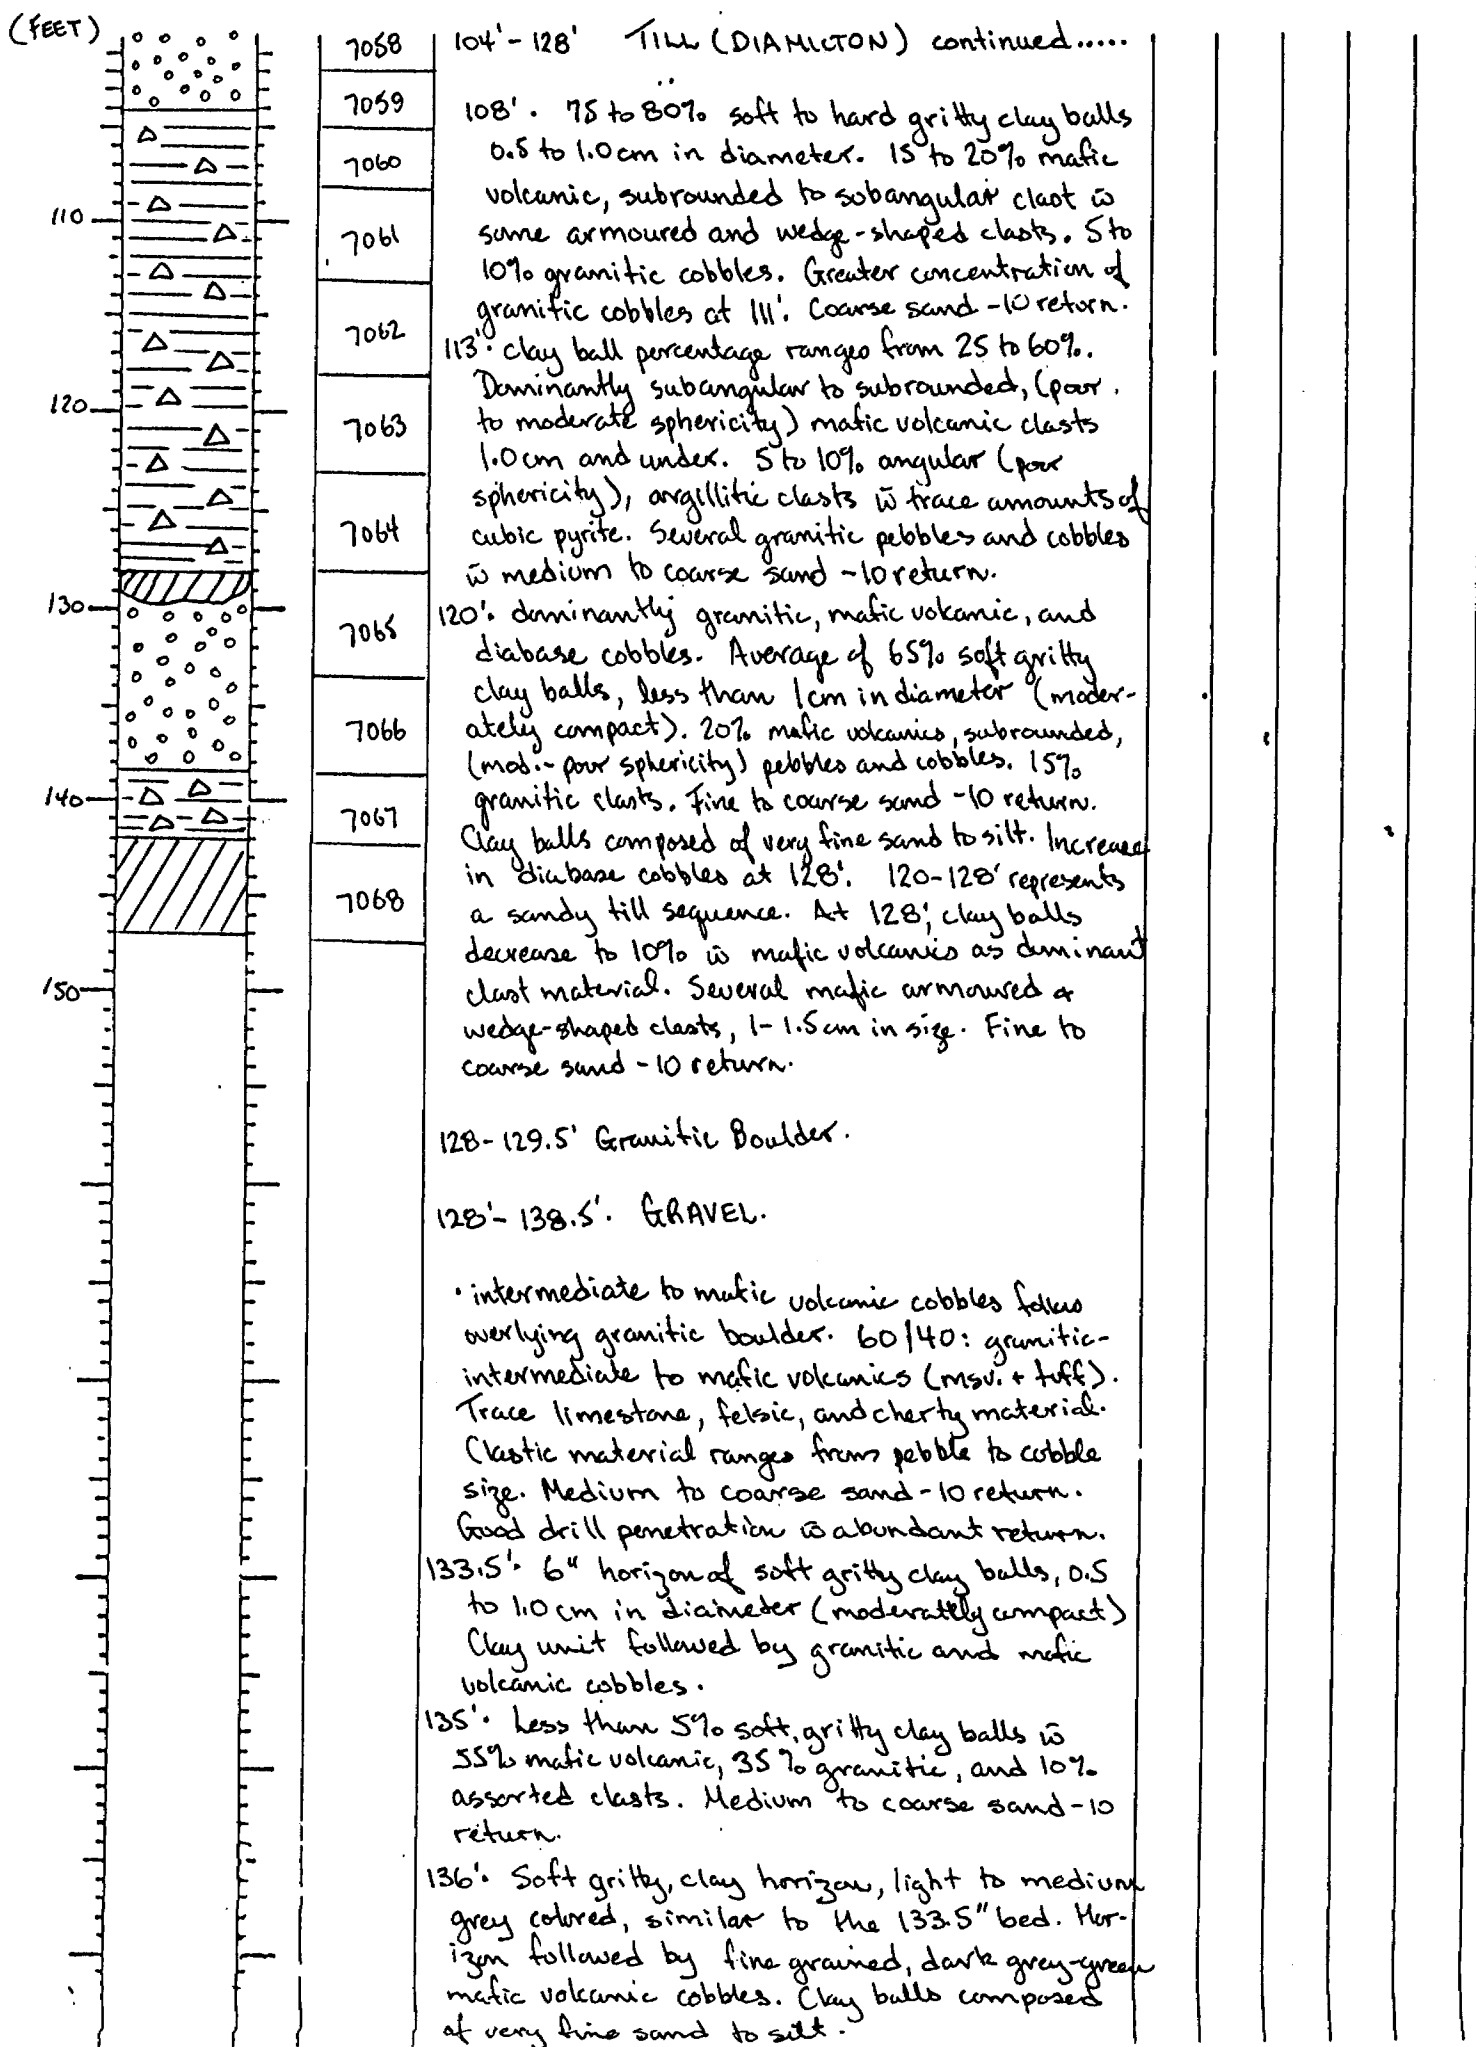 (FEET)
7058
104'-128' TILL (DIAMICTON) continued.....
7059
108'. 75 to 80% soft to hard gritty clay balls
7060
0.5 to 1.0cm in diameter. 15 to 20% mafic
volcanic, subrounded to subangular clast w̄
110
7061
some armoured and wedge-shaped clasts. 5 to
10% granitic cobbles. Greater concentration of
granitic cobbles at 111'. Coarse sand -10 return.
7062
113'. clay ball percentage ranges from 25 to 60%.
Dominantly subangular to subrounded, (poor
120
7063
to moderate sphericity) mafic volcanic clasts
1.0cm and under. 5 to 10% angular (poor
sphericity), argillitic clasts w̄ trace amounts of
7064
cubic pyrite. Several granitic pebbles and cobbles
w̄ medium to coarse sand -10 return.
130
7065
120'. dominantly granitic, mafic volcanic, and
diabase cobbles. Average of 65% soft gritty
clay balls, less than 1cm in diameter (moder-
7066
ately compact). 20% mafic volcanics, subrounded,
(mod.-poor sphericity) pebbles and cobbles. 15%
140
7067
granitic clasts. Fine to coarse sand -10 return.
Clay balls composed of very fine sand to silt. Increase
in diabase cobbles at 128'. 120-128' represents
7068
a sandy till sequence. At 128', clay balls
decrease to 10% w̄ mafic volcanics as dominant
150
clast material. Several mafic armoured +
wedge-shaped clasts, 1-1.5cm in size. Fine to
coarse sand -10 return.
128-129.5' Granitic Boulder.
128'-138.5'. GRAVEL.
· intermediate to mafic volcanic cobbles follows
overlying granitic boulder. 60/40: granitic-
intermediate to mafic volcanics (msv. + tuff).
Trace limestone, felsic, and cherty material.
Clastic material ranges from pebble to cobble
size. Medium to coarse sand -10 return.
Good drill penetration w̄ abundant return.
133.5'. 6" horizon of soft gritty clay balls, 0.5
to 1.0cm in diameter (moderately compact)
Clay unit followed by granitic and mafic
volcanic cobbles.
135'. Less than 5% soft, gritty clay balls w̄
55% mafic volcanic, 35% granitic, and 10%
assorted clasts. Medium to coarse sand -10
return.
136'. Soft gritty, clay horizon, light to medium
grey colored, similar to the 133.5" bed. Hor-
izon followed by fine grained, dark grey-green
mafic volcanic cobbles. Clay balls composed
of very fine sand to silt.